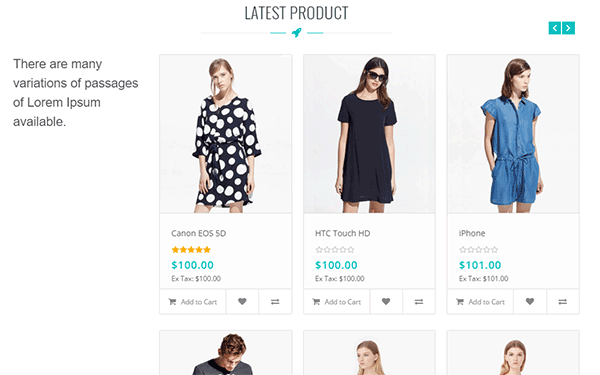 LATEST PRODUCT
There are many
variations of passages
of Lorem Ipsum
available.
Canon EOS 5D
$100.00
Ex Tax: $100.00
Add to Cart
HTC Touch HD
$100.00
Ex Tax: $100.00
Add to Cart
iPhone
$101.00
Ex Tax: $101.00
Add to Cart